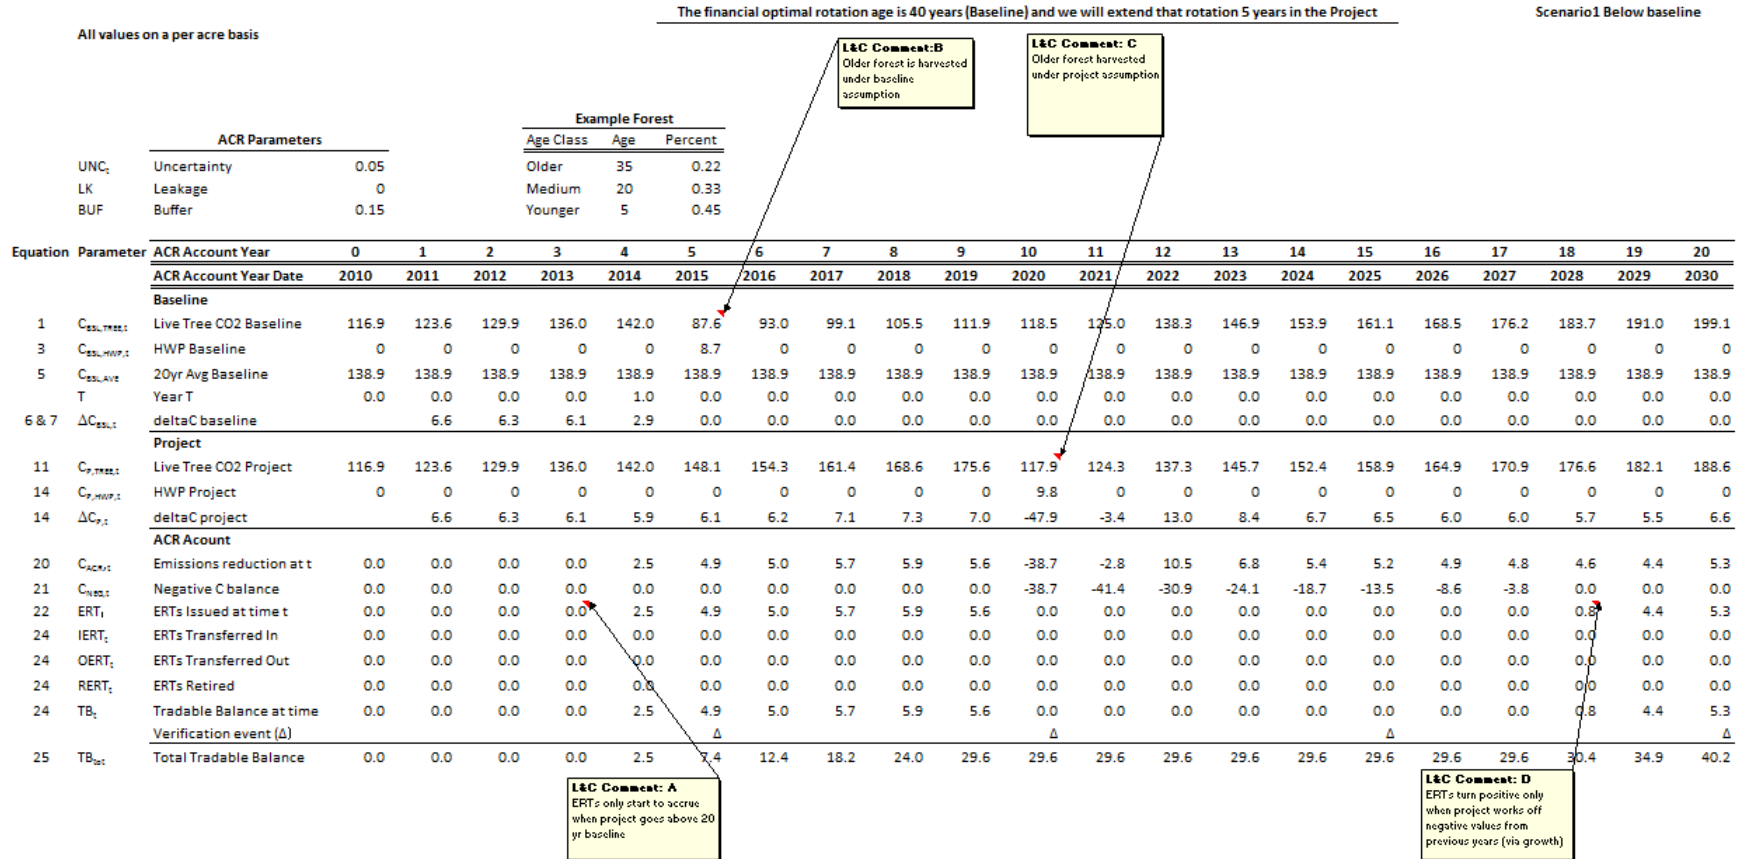 The financial optimal rotation age is 40 years (Baseline) and we will extend that rotation 5 years in the Project
Scenario1 Below baseline
All values on a per acre basis
L&C Comment:B
Older forest is harvested
under baseline
assumption
L&C Comment: C
Older forest harvested
under project assumption
Example Forest
ACR Parameters
Age Class Age Percent
UNCt Uncertainty 0.05 Older 35 0.22
LK Leakage 0 Medium 20 0.33
BUF Buffer 0.15 Younger 5 0.45
Equation Parameter ACR Account Year 0 1 2 3 4 5 6 7 8 9 10 11 12 13 14 15 16 17 18 19 20
ACR Account Year Date 2010 2011 2012 2013 2014 2015 2016 2017 2018 2019 2020 2021 2022 2023 2024 2025 2026 2027 2028 2029 2030
Baseline
1 CBSL,TREE,t Live Tree CO2 Baseline 116.9 123.6 129.9 136.0 142.0 87.6 93.0 99.1 105.5 111.9 118.5 125.0 138.3 146.9 153.9 161.1 168.5 176.2 183.7 191.0 199.1
3 CBSL,HWP,t HWP Baseline 0 0 0 0 0 8.7 0 0 0 0 0 0 0 0 0 0 0 0 0 0 0
5 CBSL,AVE 20yr Avg Baseline 138.9 138.9 138.9 138.9 138.9 138.9 138.9 138.9 138.9 138.9 138.9 138.9 138.9 138.9 138.9 138.9 138.9 138.9 138.9 138.9 138.9
T Year T 0.0 0.0 0.0 0.0 1.0 0.0 0.0 0.0 0.0 0.0 0.0 0.0 0.0 0.0 0.0 0.0 0.0 0.0 0.0 0.0 0.0
6 & 7 ΔCBSL,t deltaC baseline 6.6 6.3 6.1 2.9 0.0 0.0 0.0 0.0 0.0 0.0 0.0 0.0 0.0 0.0 0.0 0.0 0.0 0.0 0.0 0.0
Project
11 CP,TREE,t Live Tree CO2 Project 116.9 123.6 129.9 136.0 142.0 148.1 154.3 161.4 168.6 175.6 117.9 124.3 137.3 145.7 152.4 158.9 164.9 170.9 176.6 182.1 188.6
14 CP,HWP,t HWP Project 0 0 0 0 0 0 0 0 0 0 9.8 0 0 0 0 0 0 0 0 0 0
14 ΔCP,t deltaC project 6.6 6.3 6.1 5.9 6.1 6.2 7.1 7.3 7.0 -47.9 -3.4 13.0 8.4 6.7 6.5 6.0 6.0 5.7 5.5 6.6
ACR Acount
20 CACR,t Emissions reduction at t 0.0 0.0 0.0 0.0 2.5 4.9 5.0 5.7 5.9 5.6 -38.7 -2.8 10.5 6.8 5.4 5.2 4.9 4.8 4.6 4.4 5.3
21 CNEG,t Negative C balance 0.0 0.0 0.0 0.0 0.0 0.0 0.0 0.0 0.0 0.0 -38.7 -41.4 -30.9 -24.1 -18.7 -13.5 -8.6 -3.8 0.0 0.0 0.0
22 ERTt ERTs Issued at time t 0.0 0.0 0.0 0.0 2.5 4.9 5.0 5.7 5.9 5.6 0.0 0.0 0.0 0.0 0.0 0.0 0.0 0.0 0.8 4.4 5.3
24 IERTt ERTs Transferred In 0.0 0.0 0.0 0.0 0.0 0.0 0.0 0.0 0.0 0.0 0.0 0.0 0.0 0.0 0.0 0.0 0.0 0.0 0.0 0.0 0.0
24 OERTt ERTs Transferred Out 0.0 0.0 0.0 0.0 0.0 0.0 0.0 0.0 0.0 0.0 0.0 0.0 0.0 0.0 0.0 0.0 0.0 0.0 0.0 0.0 0.0
24 RERTt ERTs Retired 0.0 0.0 0.0 0.0 0.0 0.0 0.0 0.0 0.0 0.0 0.0 0.0 0.0 0.0 0.0 0.0 0.0 0.0 0.0 0.0 0.0
24 TBt Tradable Balance at time 0.0 0.0 0.0 0.0 2.5 4.9 5.0 5.7 5.9 5.6 0.0 0.0 0.0 0.0 0.0 0.0 0.0 0.0 0.8 4.4 5.3
Verification event (Δ) Δ Δ Δ Δ
25 TBtot Total Tradable Balance 0.0 0.0 0.0 0.0 2.5 7.4 12.4 18.2 24.0 29.6 29.6 29.6 29.6 29.6 29.6 29.6 29.6 29.6 30.4 34.9 40.2
L&C Comment: A
ERTs only start to accrue
when project goes above 20
yr baseline
L&C Comment: D
ERTs turn positive only
when project works off
negative values from
previous years (via growth)